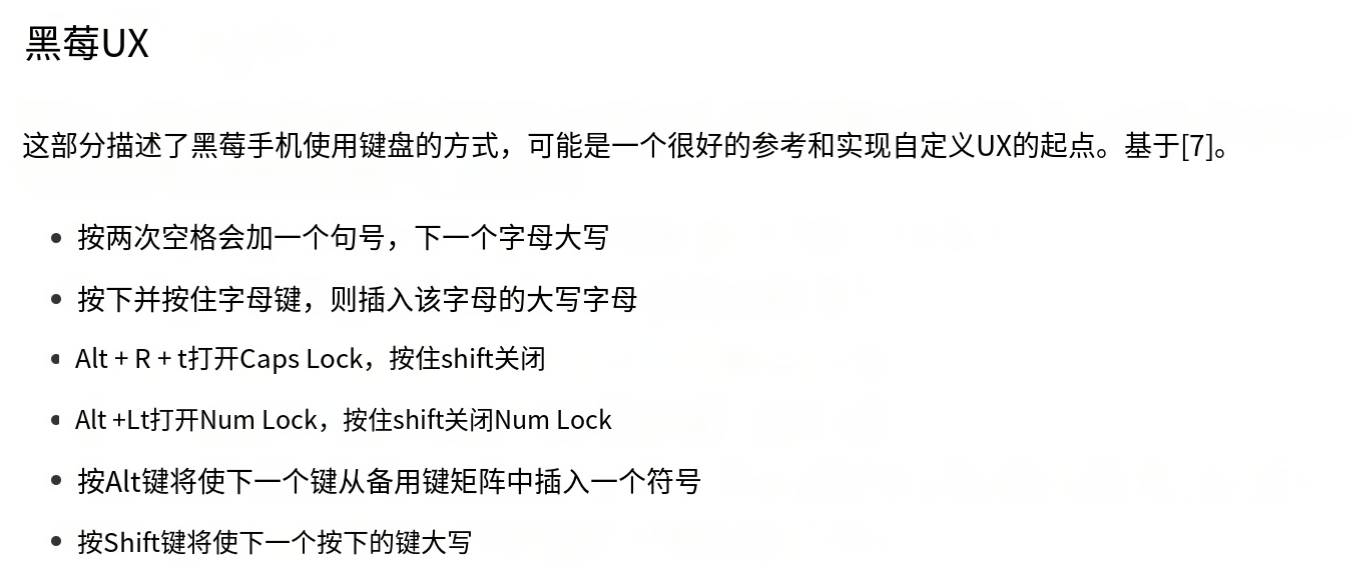 黑莓UX
这部分描述了黑莓手机使用键盘的方式，可能是一个很好的参考和实现自定义UX的起点。基于[7]。
• 按两次空格会加一个句号，下一个字母大写
• 按下并按住字母键，则插入该字母的大写字母
• Alt + R + t打开Caps Lock，按住shift关闭
• Alt +Lt打开Num Lock，按住shift关闭Num Lock
• 按Alt键将使下一个键从备用键矩阵中插入一个符号
• 按Shift键将使下一个按下的键大写